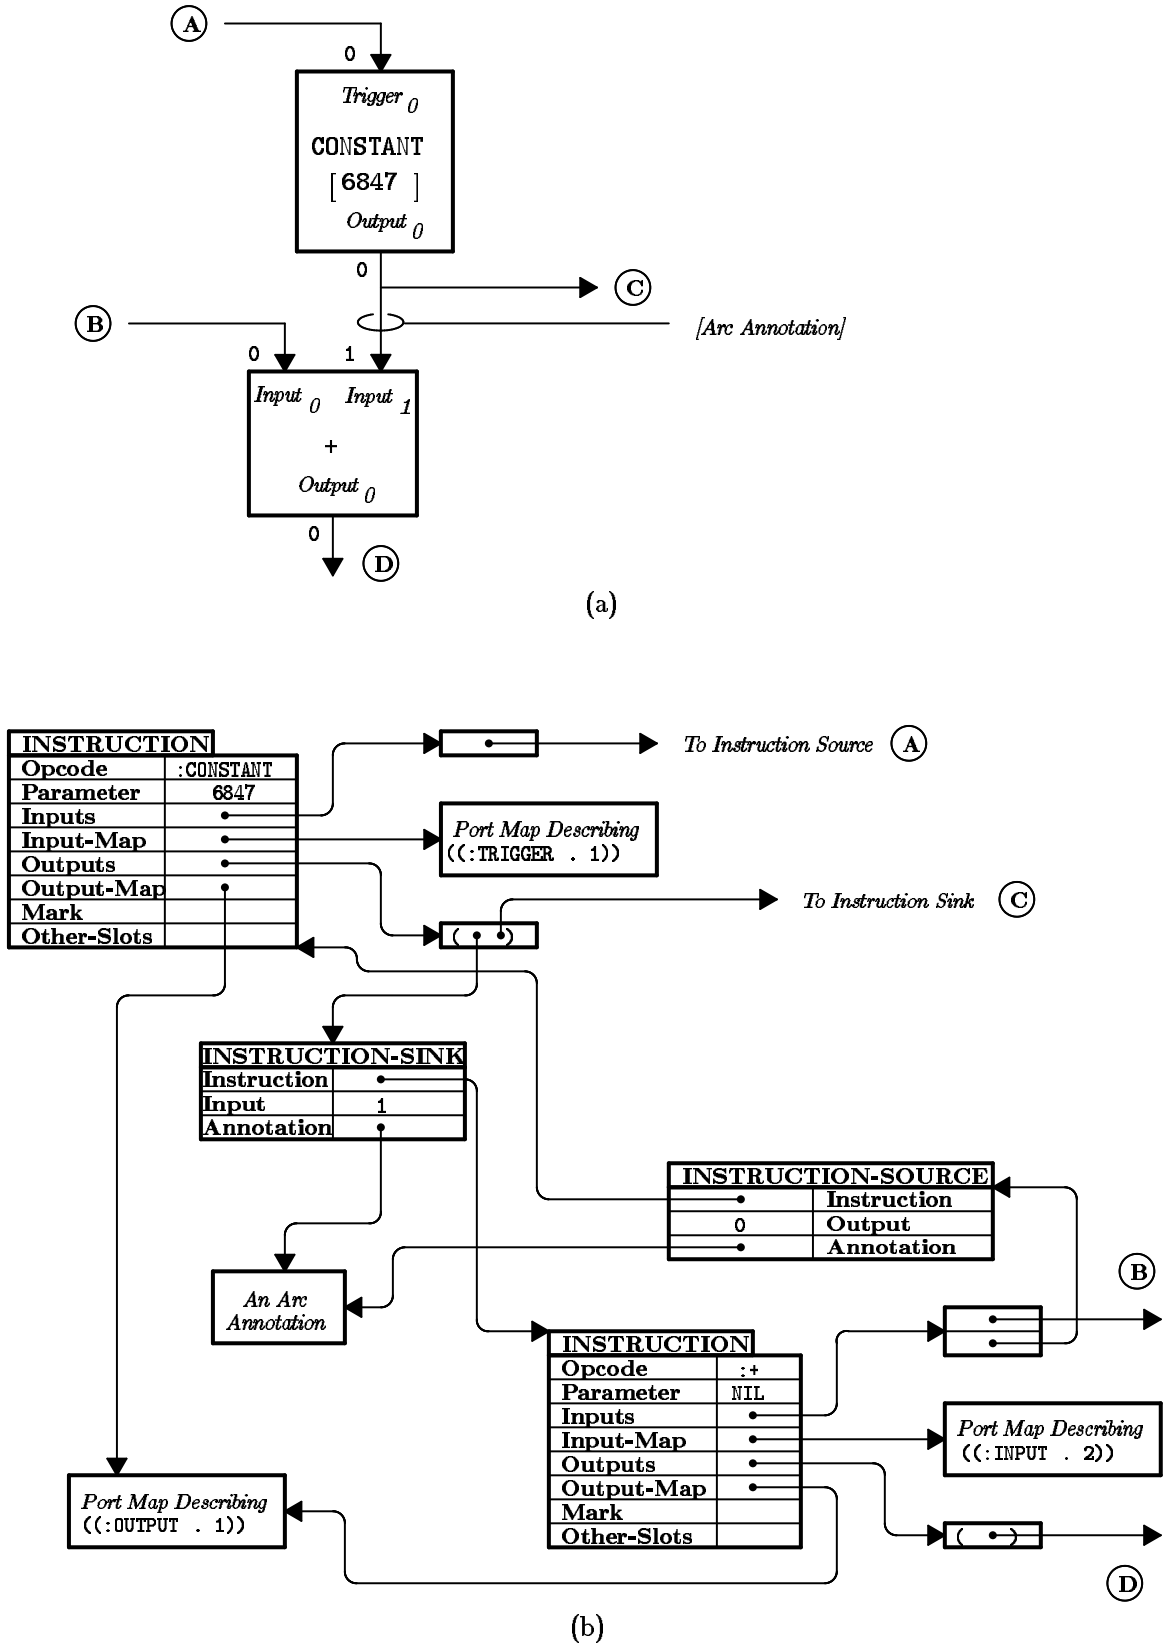 A
0
Trigger 0
CONSTANT
[ 6847 ]
Output 0
0
C
B
[Arc Annotation]
0 1
Input 0 Input 1
+
Output 0
0
D
(a)
INSTRUCTION
Opcode :CONSTANT
Parameter 6847
Inputs
Input-Map
Outputs
Output-Map
Mark
Other-Slots
To Instruction Source A
Port Map Describing
((:TRIGGER . 1))
To Instruction Sink C
( )
INSTRUCTION-SINK
Instruction
Input 1
Annotation
INSTRUCTION-SOURCE
Instruction
0 Output
Annotation
An Arc
Annotation
B
INSTRUCTION
Opcode :+
Parameter NIL
Inputs
Input-Map
Outputs
Output-Map
Mark
Other-Slots
Port Map Describing
((:INPUT . 2))
Port Map Describing
((:OUTPUT . 1))
( )
D
(b)